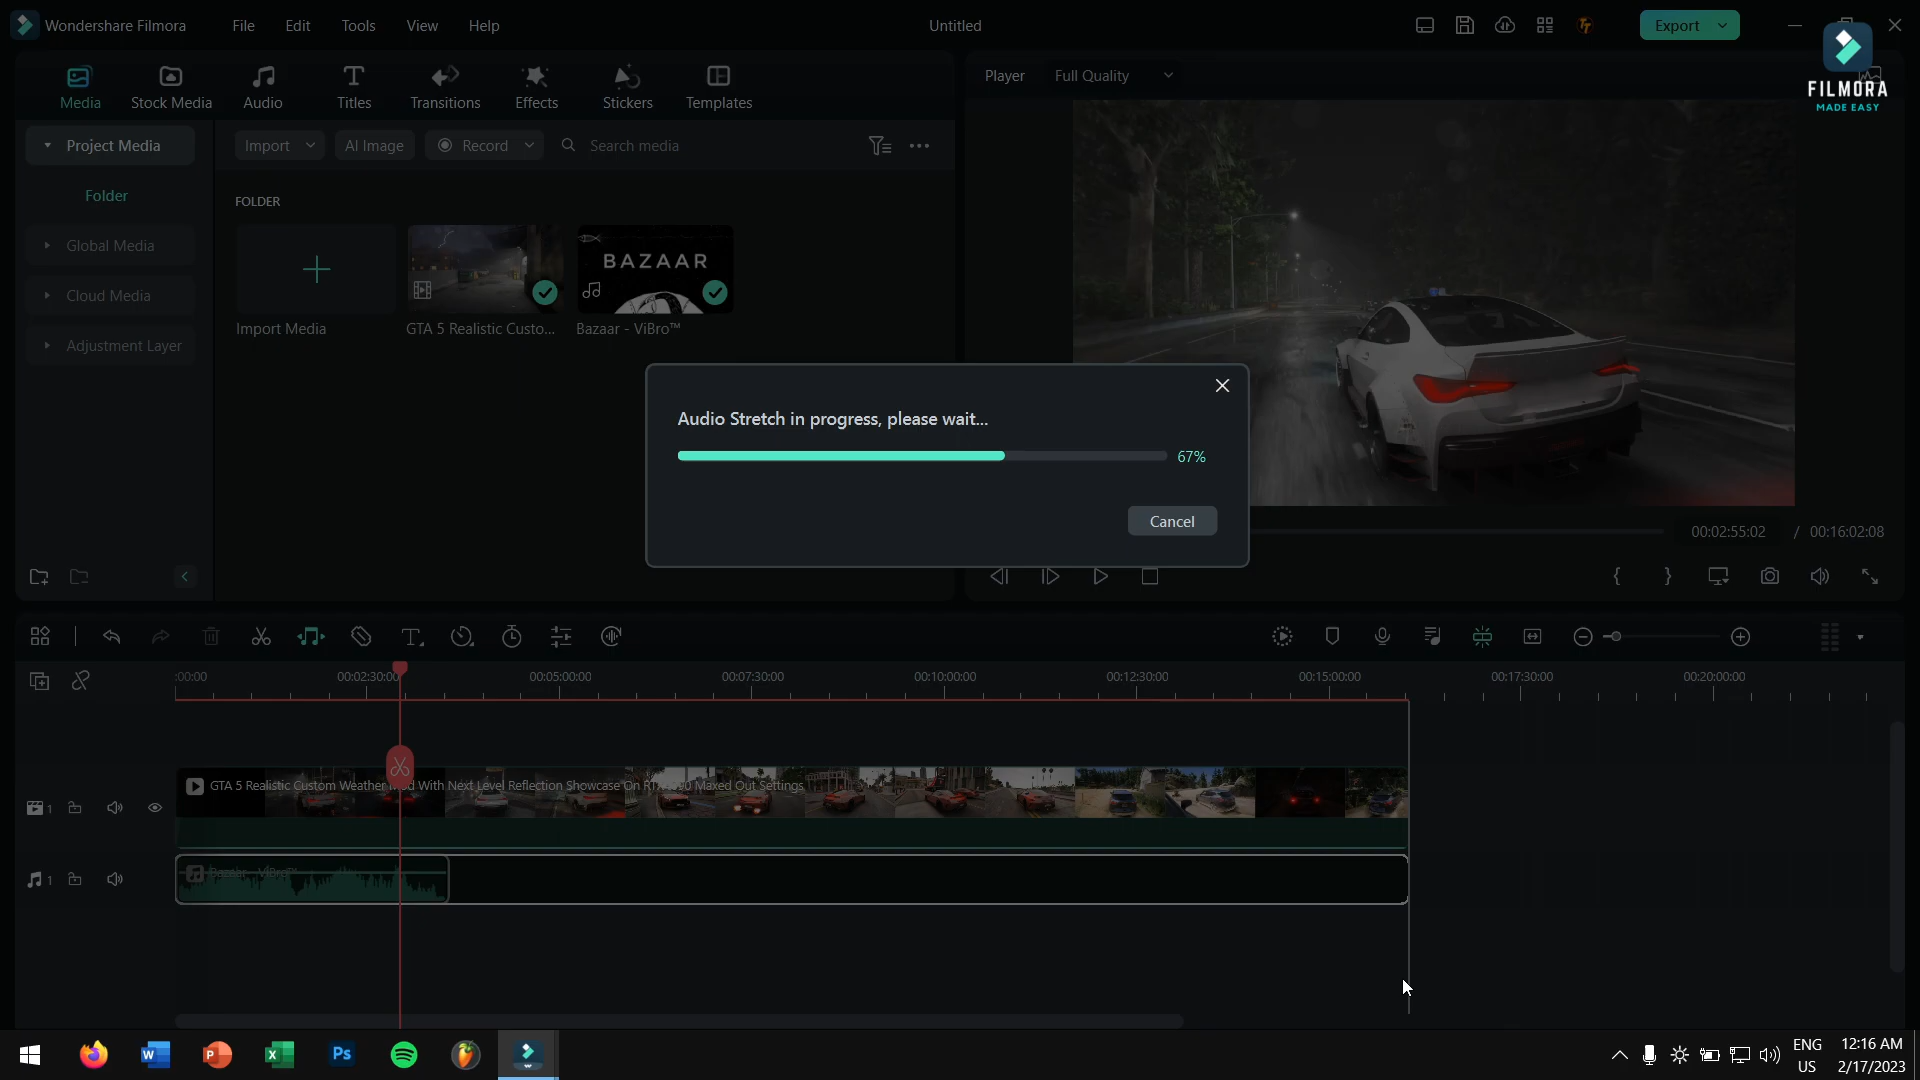 Wondershare Filmora
File
Edit
Tools
View
Help
Untitled
Export
FILMORA
MADE EASY
Media
Stock Media
Audio
Titles
Transitions
Effects
Stickers
Templates
Player
Full Quality
Project Media
Import
AI Image
Record
Search media
Folder
FOLDER
Global Media
Cloud Media
Adjustment Layer
BAZAAR
Import Media
GTA 5 Realistic Custo...
Bazaar - ViBro™
Audio Stretch in progress, please wait...
67%
Cancel
00:02:55:02
/ 00:16:02:08
:00:00
00:02:30:00
00:05:00:00
00:07:30:00
00:10:00:00
00:12:30:00
00:15:00:00
00:17:30:00
00:20:00:00
GTA 5 Realistic Custom Weather Mod With Next Level Reflection Showcase On RTX Maxed Out Settings
1
Bazaar - ViBro™
1
ENG
US
12:16 AM
2/17/2023